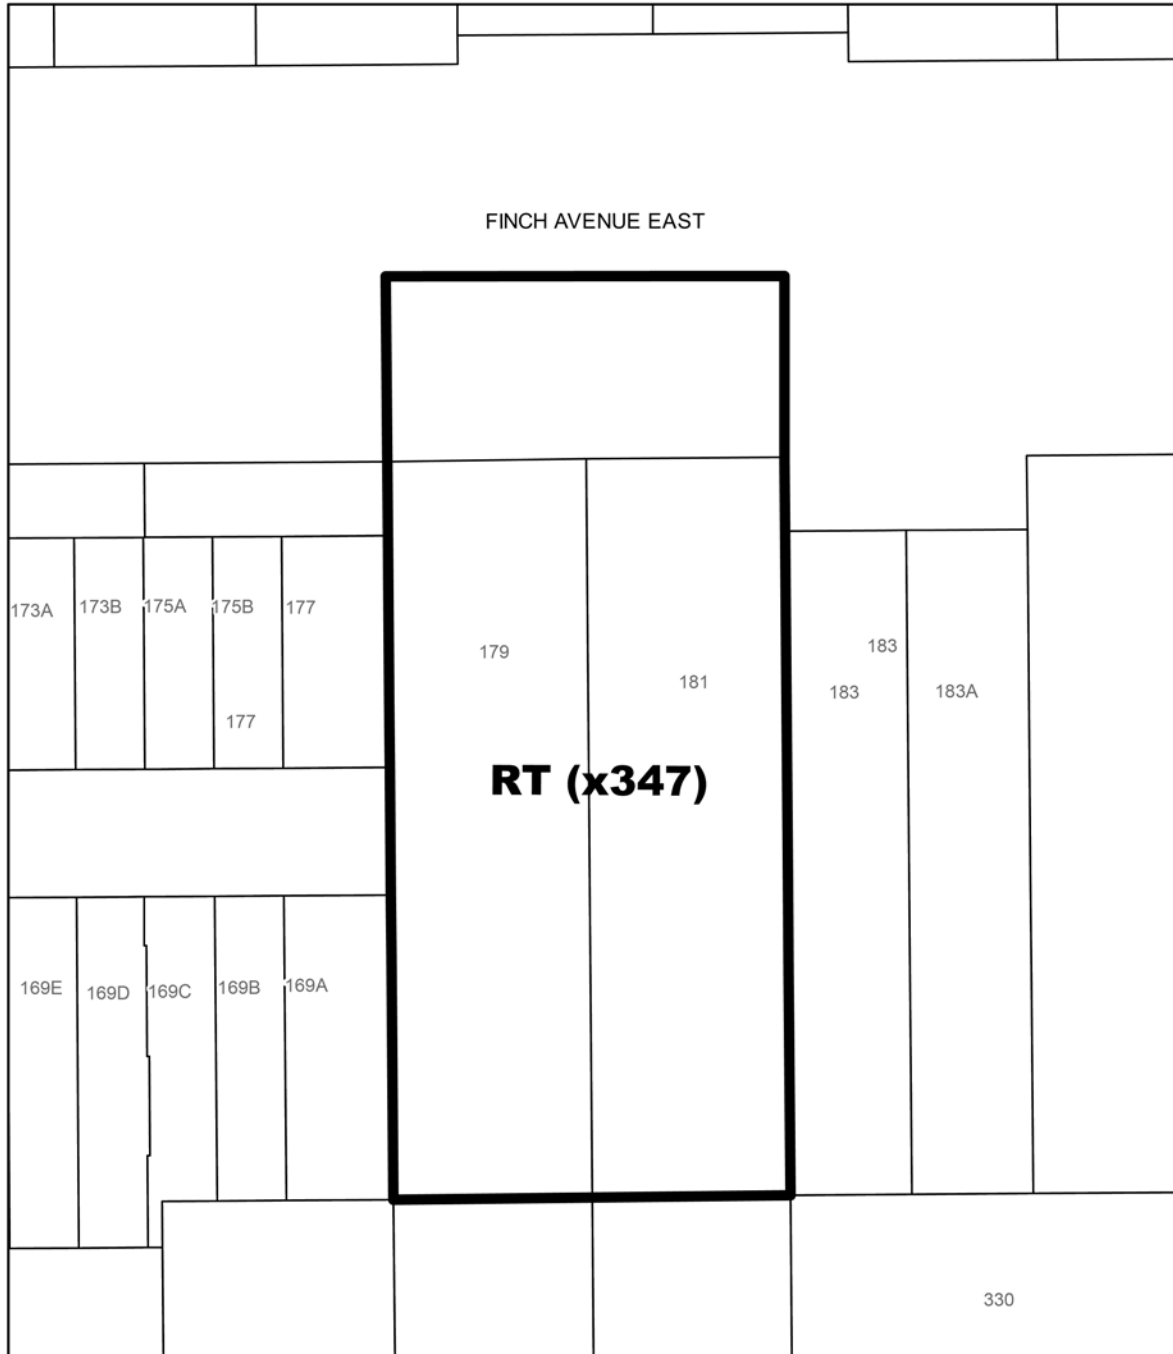 FINCH AVENUE EAST
173A
173B
175A
175B
177
177
179
181
183
183
183A
RT (x347)
169E
169D
169C
169B
169A
330